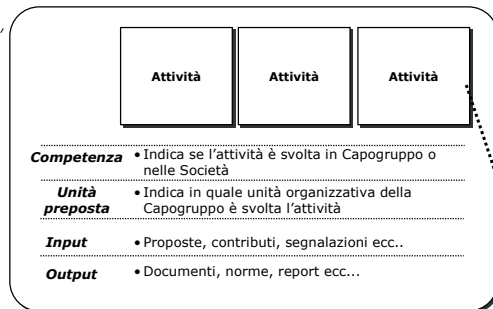 Attività Attività Attività
Competenza • Indica se l'attività è svolta in Capogruppo o
nelle Società
Unità preposta • Indica in quale unità organizzativa della
Capogruppo è svolta l'attività
Input • Proposte, contributi, segnalazioni ecc..
Output • Documenti, norme, report ecc...